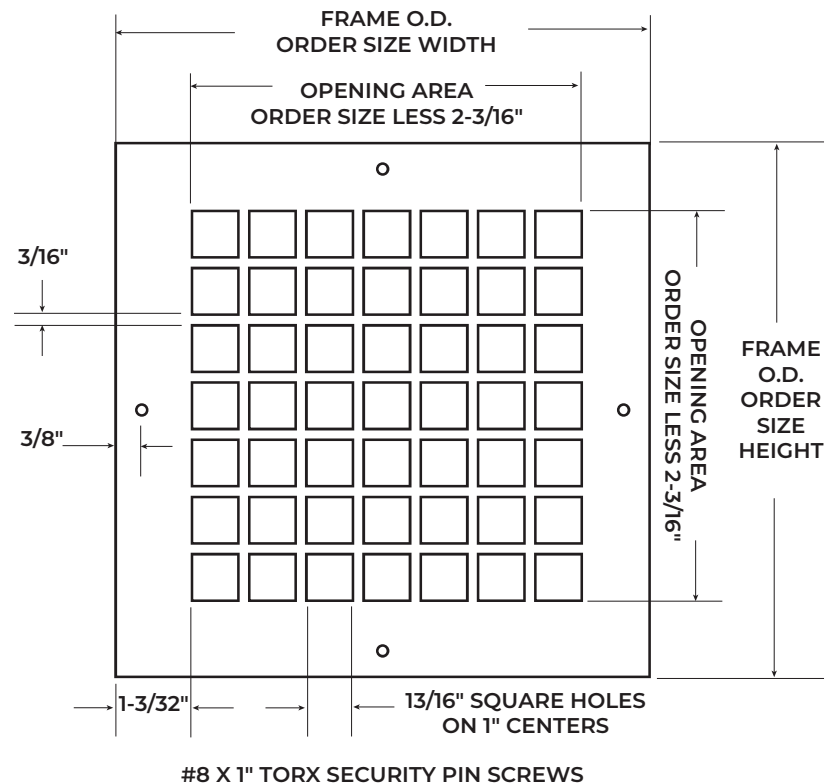 FRAME O.D.
ORDER SIZE WIDTH
OPENING AREA
ORDER SIZE LESS 2-3/16"
3/16"
OPENING AREA
ORDER SIZE LESS 2-3/16"
FRAME
O.D.
ORDER
SIZE
HEIGHT
3/8"
1-3/32"
13/16" SQUARE HOLES
ON 1" CENTERS
#8 X 1" TORX SECURITY PIN SCREWS